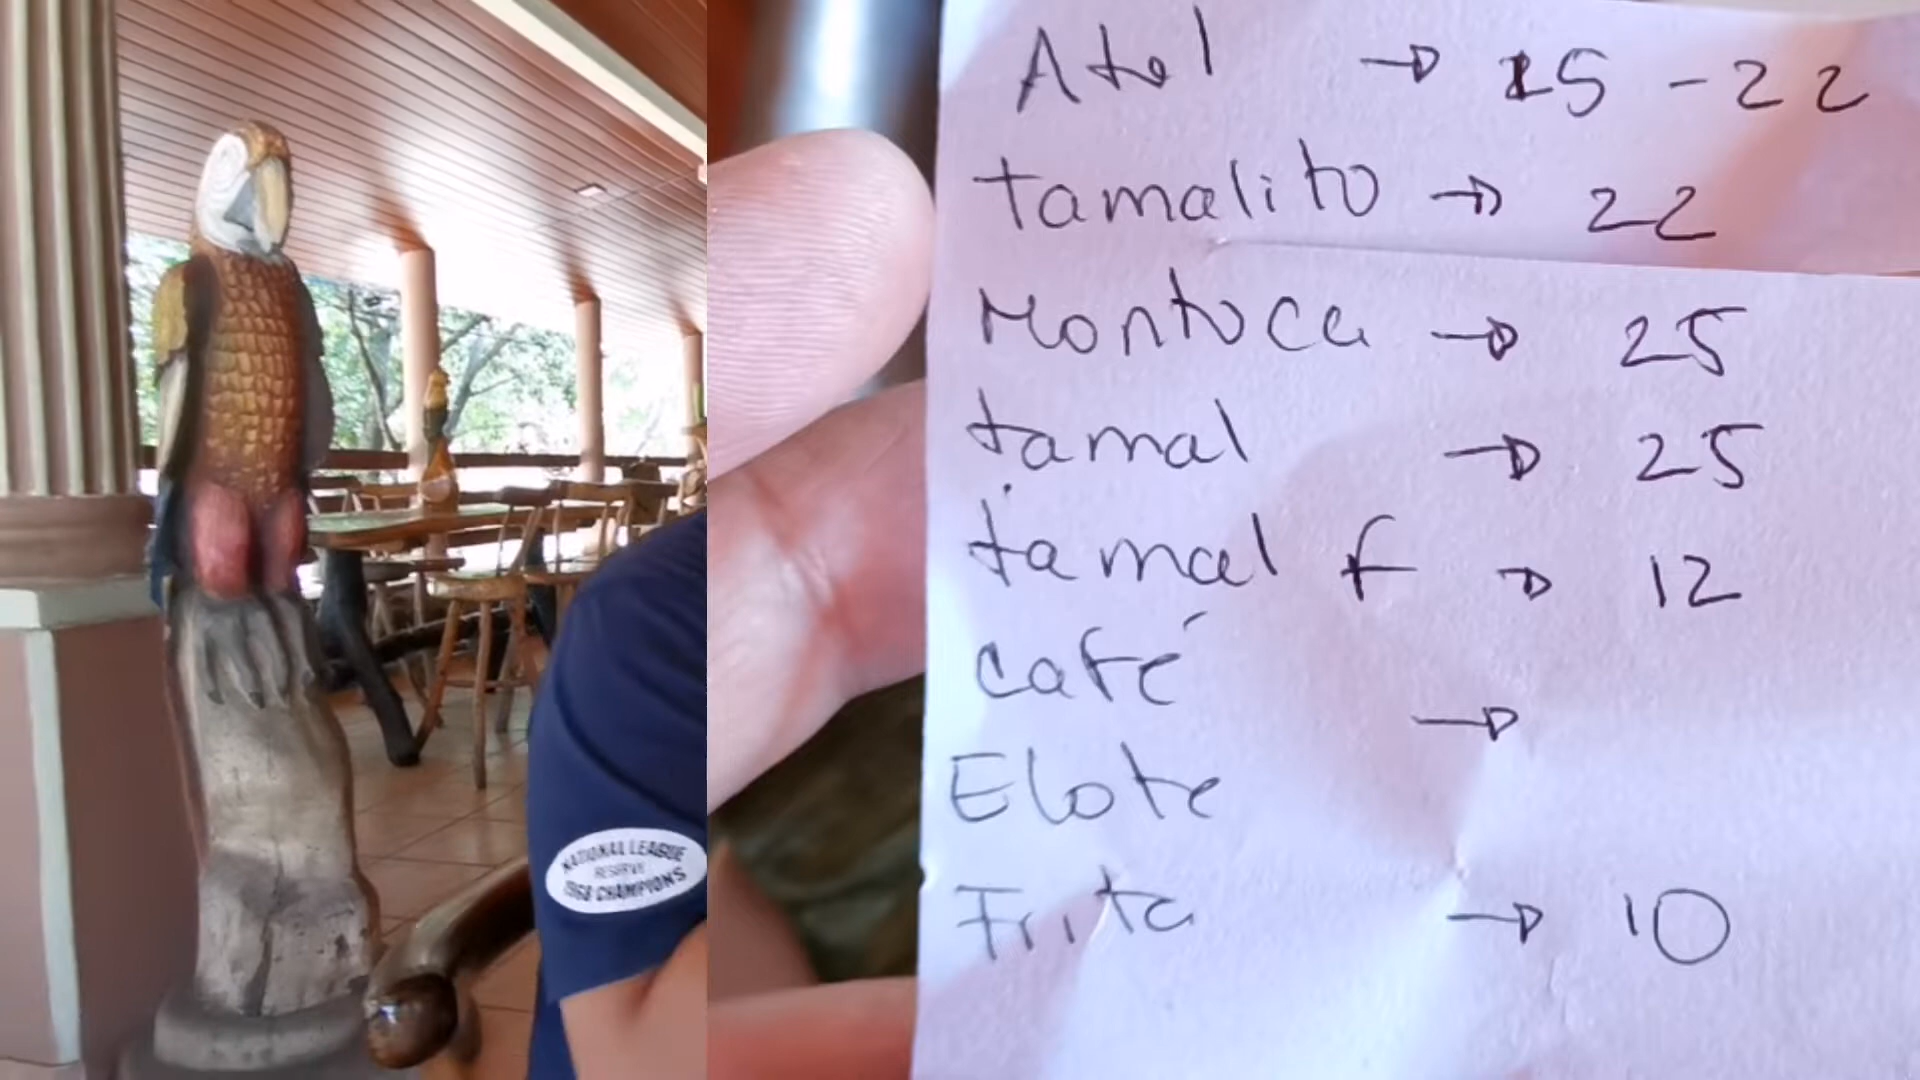 NATIONAL LEAGUE
RESERVE
1968 CHAMPIONS
Atol → 15 - 22
tamalito → 22
Montuca → 25
tamal → 25
tamal f → 12
café →
Elote
Frita → 10